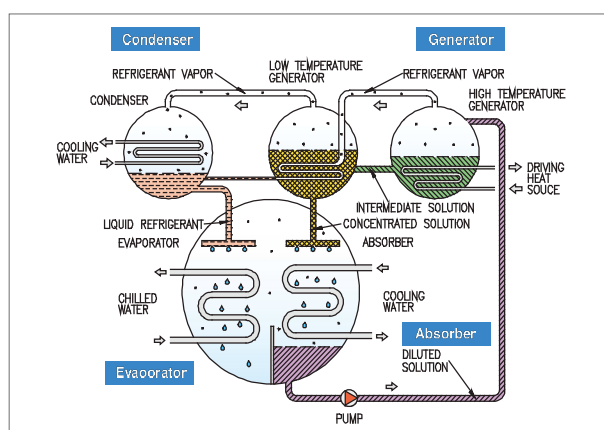 Condenser
Generator
LOW TEMPERATURE
GENERATOR
REFRIGERANT VAPOR
REFRIGERANT VAPOR
CONDENSER
HIGH TEMPERATURE
GENERATOR
COOLING
WATER
DRIVING
HEAT
SOUCE
INTERMEDIATE SOLUTION
LIQUID REFRIGERANT
CONCENTRATED SOLUTION
EVAPORATOR
ABSORBER
CHILLED
WATER
COOLING
WATER
Absorber
Evaoorator
DILUTED
SOLUTION
PUMP